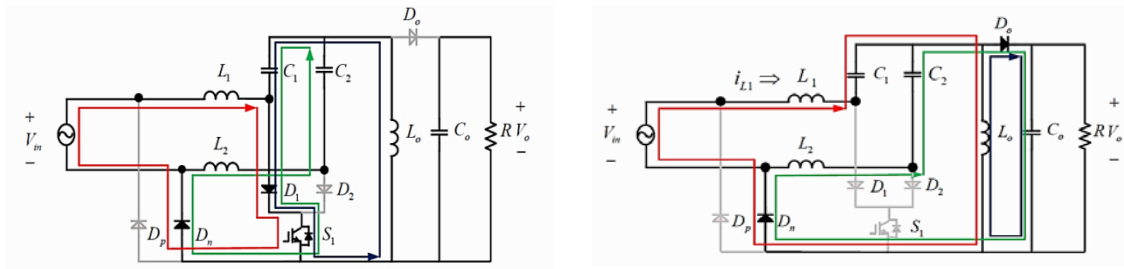 D_o
L_1
C_1
C_2
+
V_in
−
L_2
L_o
C_o
R
+
V_o
−
D_1
D_2
D_p
D_n
S_1
D_o
i_L1 ⇒
L_1
C_1
C_2
+
V_in
−
L_2
L_o
C_o
R
+
V_o
−
D_1
D_2
D_p
D_n
S_1